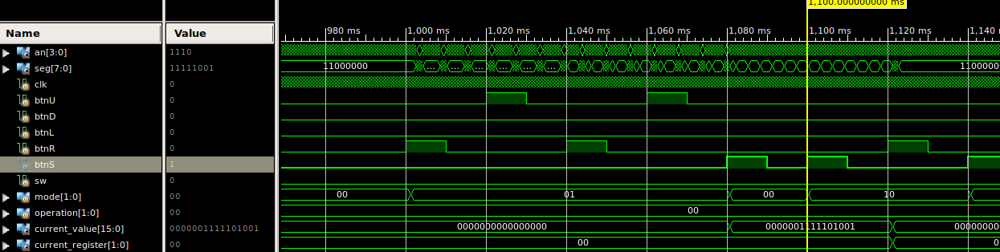 1,100.000000000 ms
Name Value 980 ms 1,000 ms 1,020 ms 1,040 ms 1,060 ms 1,080 ms 1,100 ms 1,120 ms 1,140
an[3:0] 1110
seg[7:0] 11111001 11000000 ... ... ... ... ... ... 1100000
clk 0
btnU 0
btnD 0
btnL 0
btnR 0
btnS 1
sw 0
mode[1:0] 00 00 01 00 10
operation[1:0] 00 00
current_value[15:0] 0000001111101001 0000000000000000 0000001111101001 00000000
current_register[1:0] 00 00 0